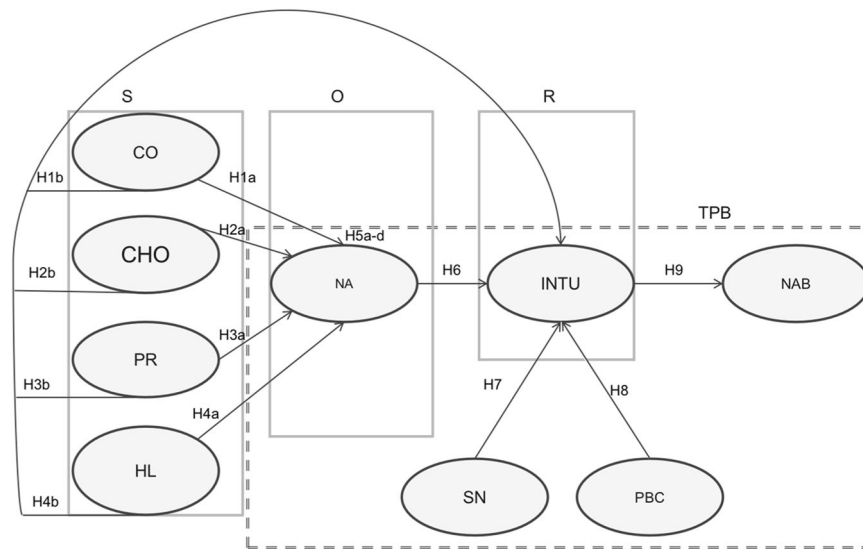 S
O
R
CO
H1b
H1a
TPB
H2a
H5a-d
CHO
H2b
NA
H6
INTU
H9
NAB
H3a
PR
H3b
H7
H8
H4a
HL
H4b
SN
PBC